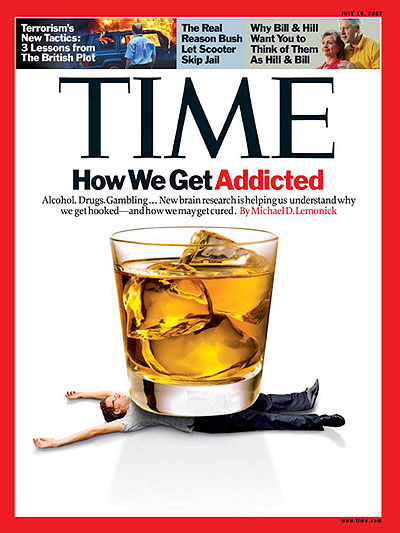 JULY 16, 2007
Terrorism's
New Tactics:
3 Lessons from
The British Plot
The Real
Reason Bush
Let Scooter
Skip Jail
Why Bill & Hill
Want You to
Think of Them
As Hill & Bill
TIME
How We Get Addicted
Alcohol. Drugs. Gambling ... New brain research is helping us understand why
we get hooked—and how we may get cured. By Michael D. Lemonick
www.time.com